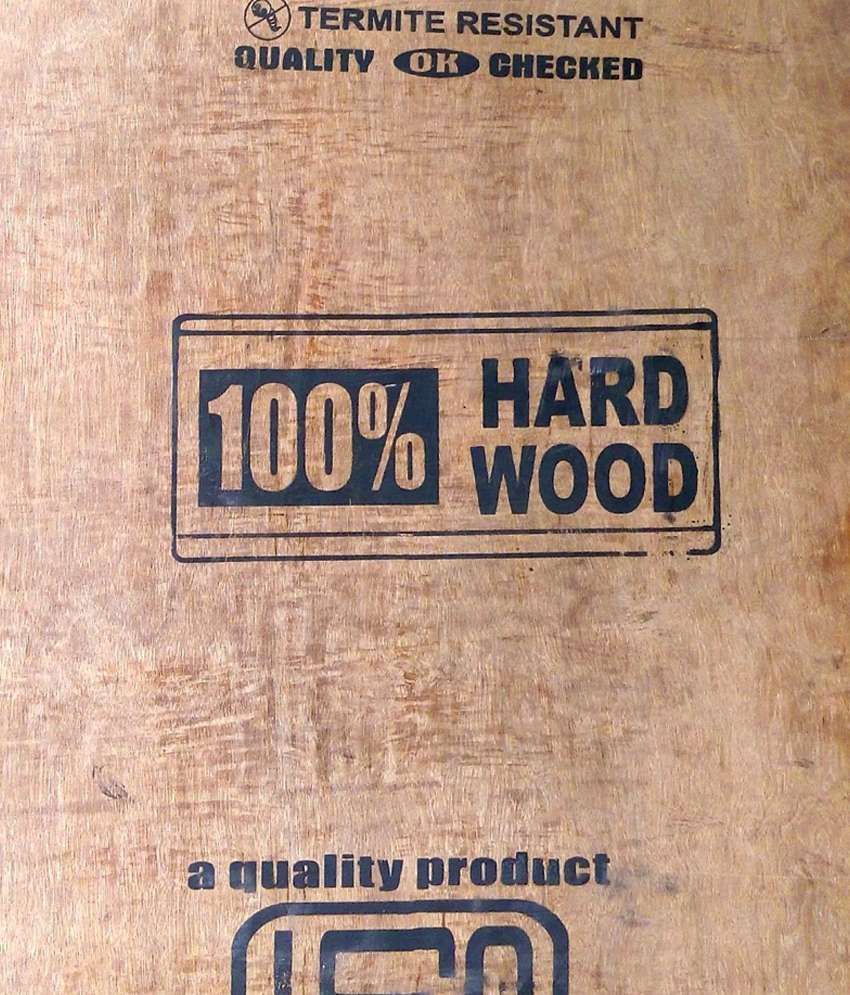 TERMITE RESISTANT
QUALITY OK CHECKED
100% HARD
WOOD
a quality product